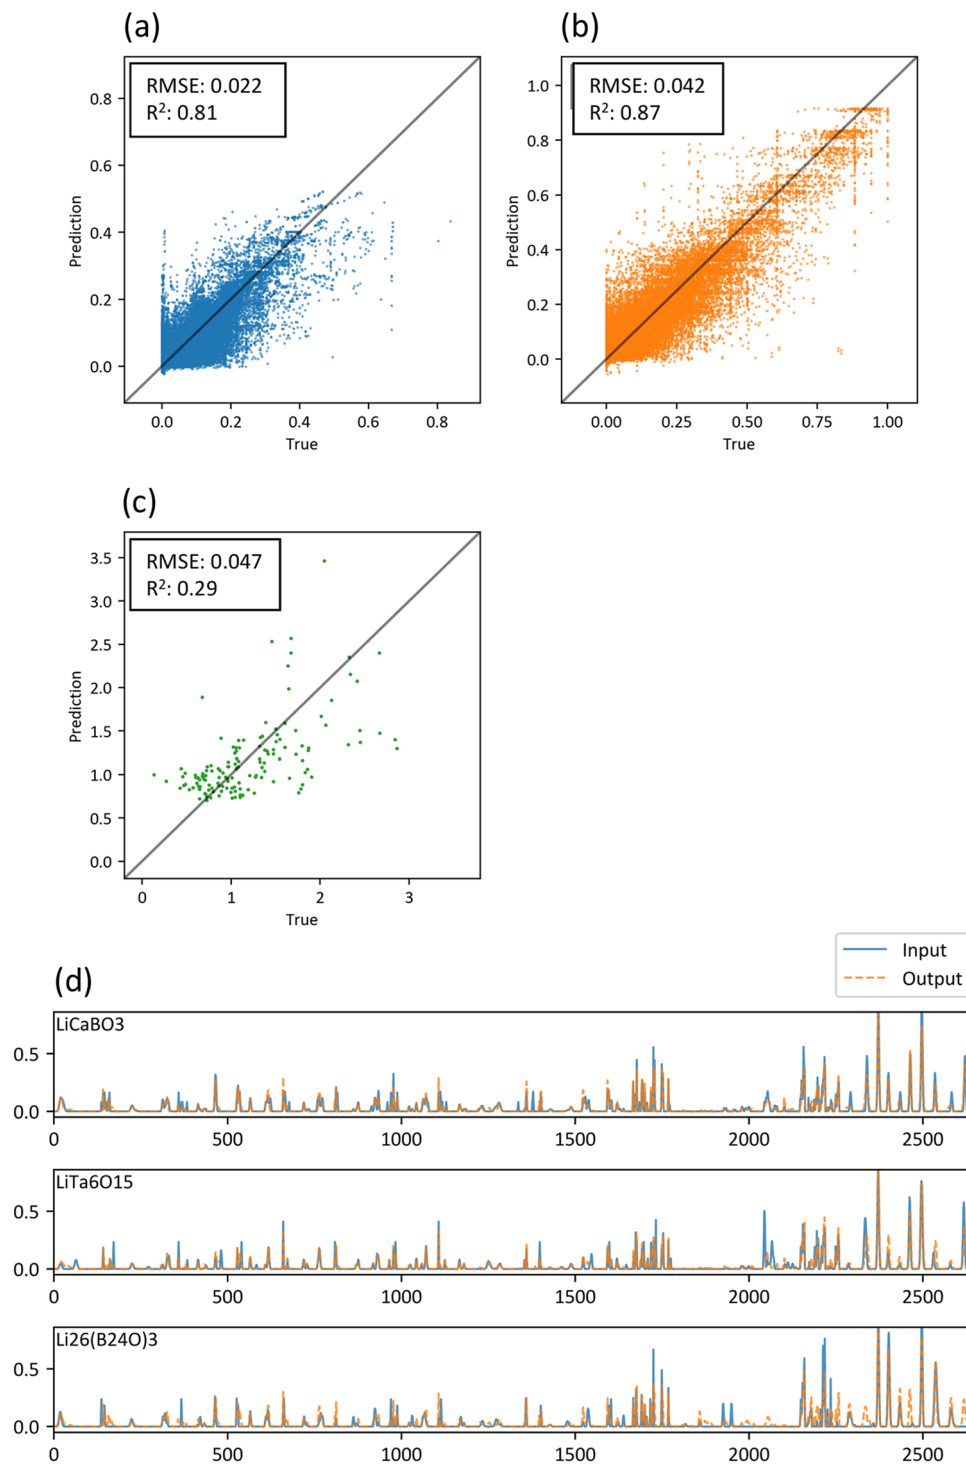 (a)
RMSE: 0.022
R²: 0.81
0.8
0.6
0.4
0.2
0.0
Prediction
0.0 0.2 0.4 0.6 0.8
True
(b)
RMSE: 0.042
R²: 0.87
1.0
0.8
0.6
0.4
0.2
0.0
Prediction
0.00 0.25 0.50 0.75 1.00
True
(c)
RMSE: 0.047
R²: 0.29
3.5
3.0
2.5
2.0
1.5
1.0
0.5
0.0
Prediction
0 1 2 3
True
Input
Output
(d)
LiCaBO3
0.5
0.0
0 500 1000 1500 2000 2500
LiTa6O15
0.5
0.0
0 500 1000 1500 2000 2500
Li26(B24O)3
0.5
0.0
0 500 1000 1500 2000 2500